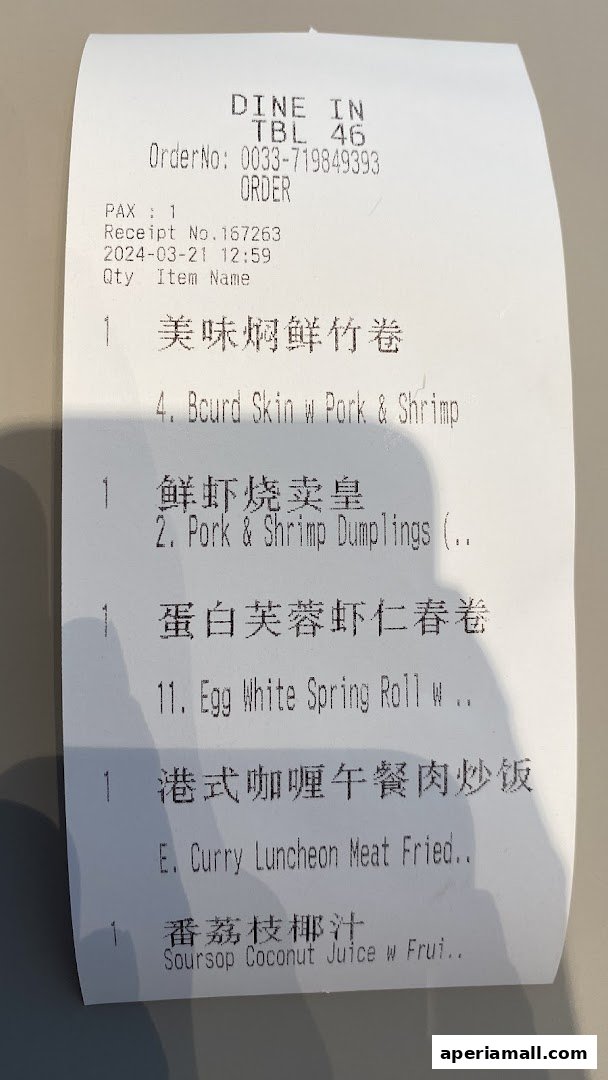 DINE IN
TBL 46
OrderNo: 0033-719849393
ORDER
PAX : 1
Receipt No.167263
2024-03-21 12:59
Qty Item Name
1 美味焖鲜竹卷
4. Bcurd Skin w Pork & Shrimp
1 鲜虾烧卖皇
2. Pork & Shrimp Dumplings (..
1 蛋白芙蓉虾仁春卷
11. Egg White Spring Roll w ..
1 港式咖喱午餐肉炒饭
E. Curry Luncheon Meat Fried..
1 番荔枝椰汁
Soursop Coconut Juice w Frui..
aperiamall.com